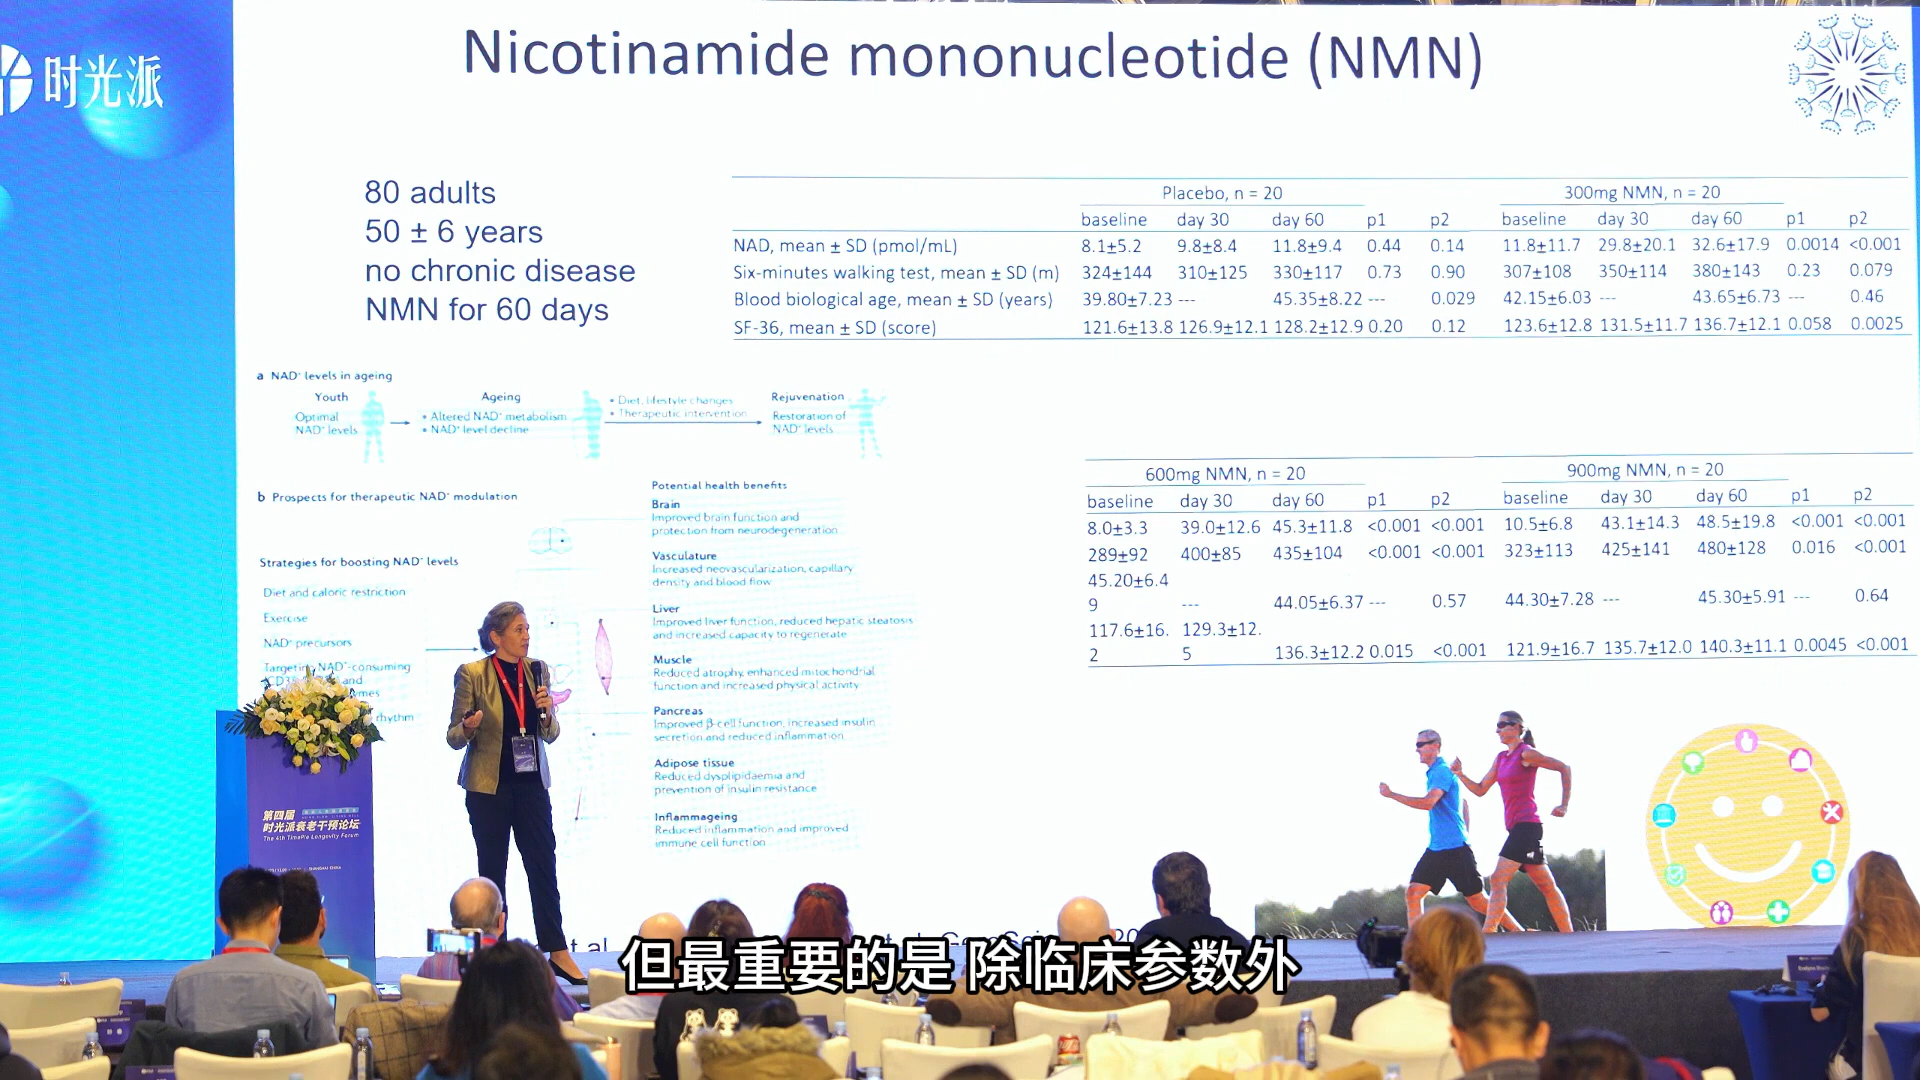 Nicotinamide mononucleotide (NMN)
时光派
80 adults
50 ± 6 years
no chronic disease
NMN for 60 days
Placebo, n = 20 300mg NMN, n = 20
baseline day 30 day 60 p1 p2 baseline day 30 day 60 p1 p2
NAD, mean ± SD (pmol/mL) 8.1±5.2 9.8±8.4 11.8±9.4 0.44 0.14 11.8±11.7 29.8±20.1 32.6±17.9 0.0014 <0.001
Six-minutes walking test, mean ± SD (m) 324±144 310±125 330±117 0.73 0.90 307±108 350±114 380±143 0.23 0.079
Blood biological age, mean ± SD (years) 39.80±7.23 --- 45.35±8.22 --- 0.029 42.15±6.03 --- 43.65±6.73 --- 0.46
SF-36, mean ± SD (score) 121.6±13.8 126.9±12.1 128.2±12.9 0.20 0.12 123.6±12.8 131.5±11.7 136.7±12.1 0.058 0.0025
a NAD⁺ levels in ageing
Youth
Optimal
NAD⁺ levels
Ageing
• Altered NAD⁺ metabolism
• NAD⁺ level decline
• Diet, lifestyle changes
• Therapeutic intervention
Rejuvenation
Restoration of
NAD⁺ levels
b Prospects for therapeutic NAD⁺ modulation
Strategies for boosting NAD⁺ levels
Diet and caloric restriction
Exercise
NAD⁺ precursors
Targeting NAD⁺-consuming
and
rhythm
Potential health benefits
Brain
Improved brain function and
protection from neurodegeneration
Vasculature
Increased neovascularization, capillary
density and blood flow
Liver
Improved liver function, reduced hepatic steatosis
and increased capacity to regenerate
Muscle
Reduced atrophy, enhanced mitochondrial
function and increased physical activity
Pancreas
Improved β-cell function, increased insulin
secretion and reduced inflammation
Adipose tissue
Reduced dyslipidaemia and
prevention of insulin resistance
Inflammageing
Reduced inflammation and improved
immune cell function
600mg NMN, n = 20 900mg NMN, n = 20
baseline day 30 day 60 p1 p2 baseline day 30 day 60 p1 p2
8.0±3.3 39.0±12.6 45.3±11.8 <0.001 <0.001 10.5±6.8 43.1±14.3 48.5±19.8 <0.001 <0.001
289±92 400±85 435±104 <0.001 <0.001 323±113 425±141 480±128 0.016 <0.001
45.20±6.4
9 --- 44.05±6.37 --- 0.57 44.30±7.28 --- 45.30±5.91 --- 0.64
117.6±16. 129.3±12.
2 5 136.3±12.2 0.015 <0.001 121.9±16.7 135.7±12.0 140.3±11.1 0.0045 <0.001
第四届
时光派衰老干预论坛
The 4th TimePie Longevity Forum
但最重要的是 除临床参数外